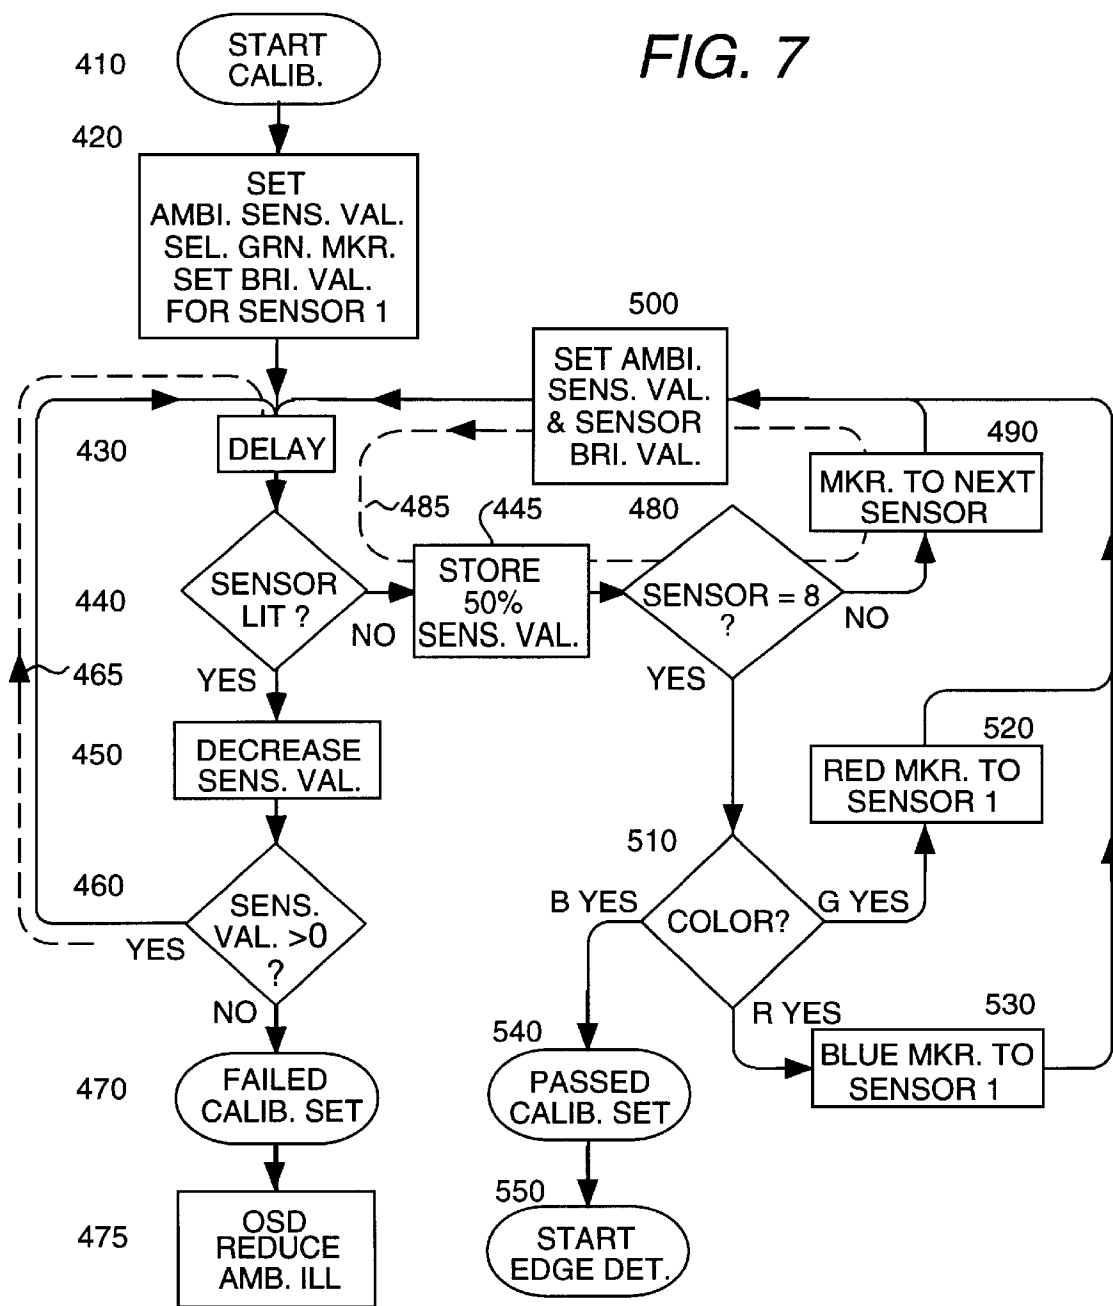 FIG. 7
410
START
CALIB.
420
SET
AMBI. SENS. VAL.
SEL. GRN. MKR.
SET BRI. VAL.
FOR SENSOR 1
500
SET AMBI.
SENS. VAL.
& SENSOR
BRI. VAL.
430
DELAY
490
MKR. TO NEXT
SENSOR
485
445
480
440
SENSOR
LIT ?
NO
STORE
50%
SENS. VAL.
SENSOR = 8
?
NO
465
YES
YES
450
DECREASE
SENS. VAL.
520
RED MKR. TO
SENSOR 1
510
460
SENS.
VAL. >0
?
YES
B YES
COLOR?
G YES
NO
R YES
530
BLUE MKR. TO
SENSOR 1
470
FAILED
CALIB. SET
540
PASSED
CALIB. SET
475
OSD
REDUCE
AMB. ILL
550
START
EDGE DET.